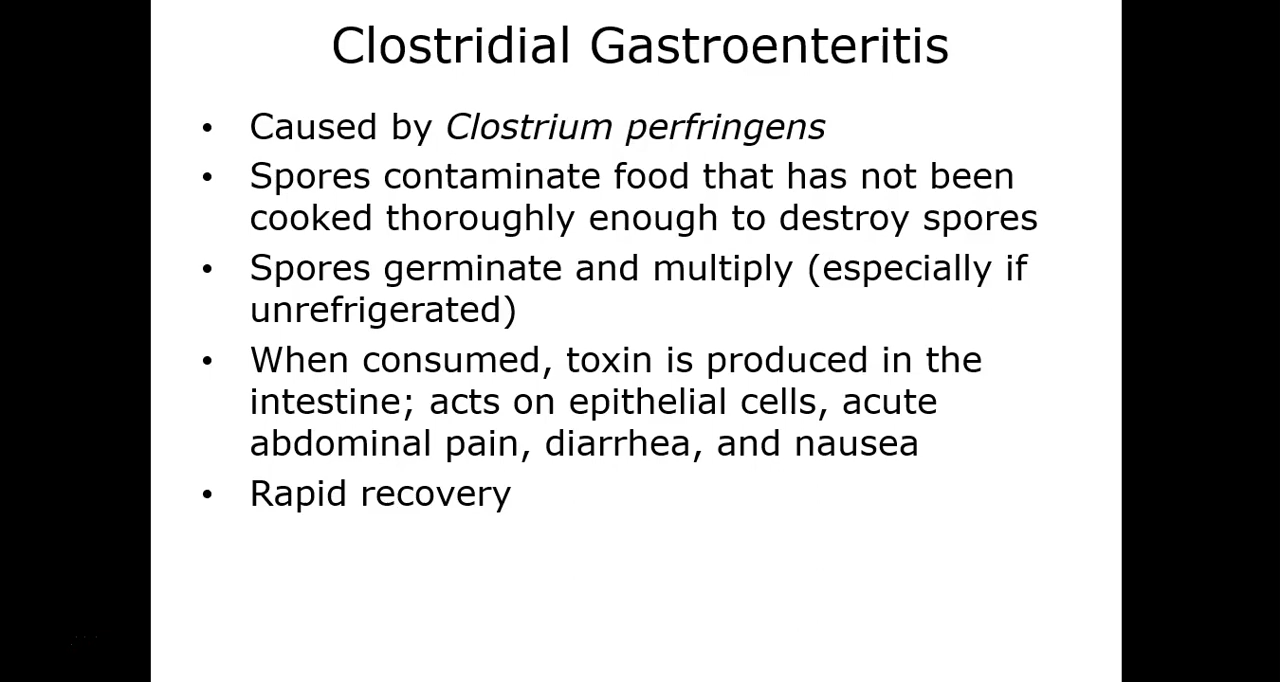 Clostridial Gastroenteritis
• Caused by Clostrium perfringens
• Spores contaminate food that has not been
cooked thoroughly enough to destroy spores
• Spores germinate and multiply (especially if
unrefrigerated)
• When consumed, toxin is produced in the
intestine; acts on epithelial cells, acute
abdominal pain, diarrhea, and nausea
• Rapid recovery